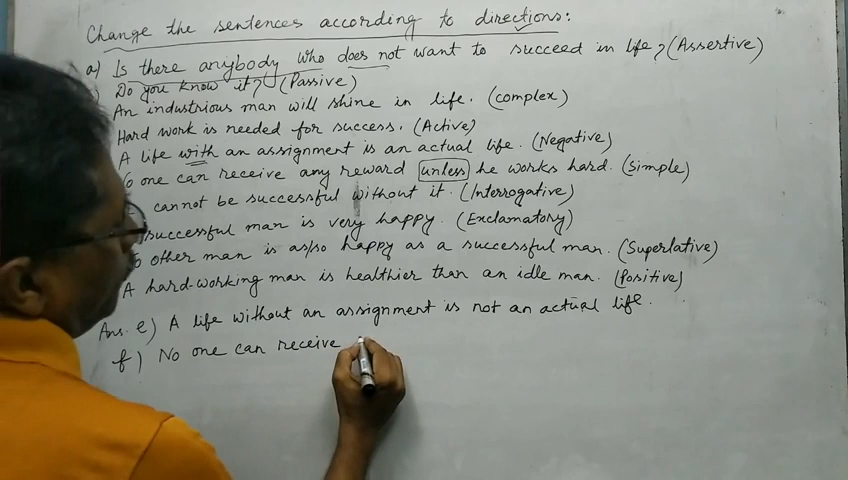 Change the sentences according to directions:
a) Is there anybody who does not want to succeed in life? (Assertive)
) Do you know it? (Passive)
An industrious man will shine in life. (complex)
Hard work is needed for success. (Active)
A life with an assignment is an actual life. (Negative)
o one can receive any reward unless he works hard. (Simple)
cannot be successful without it. (Interrogative)
successful man is very happy. (Exclamatory)
o other man is as/so happy as a successful man. (Superlative)
A hard-working man is healthier than an idle man. (Positive)
Ans. e) A life without an assignment is not an actual life.
f) No one can receive